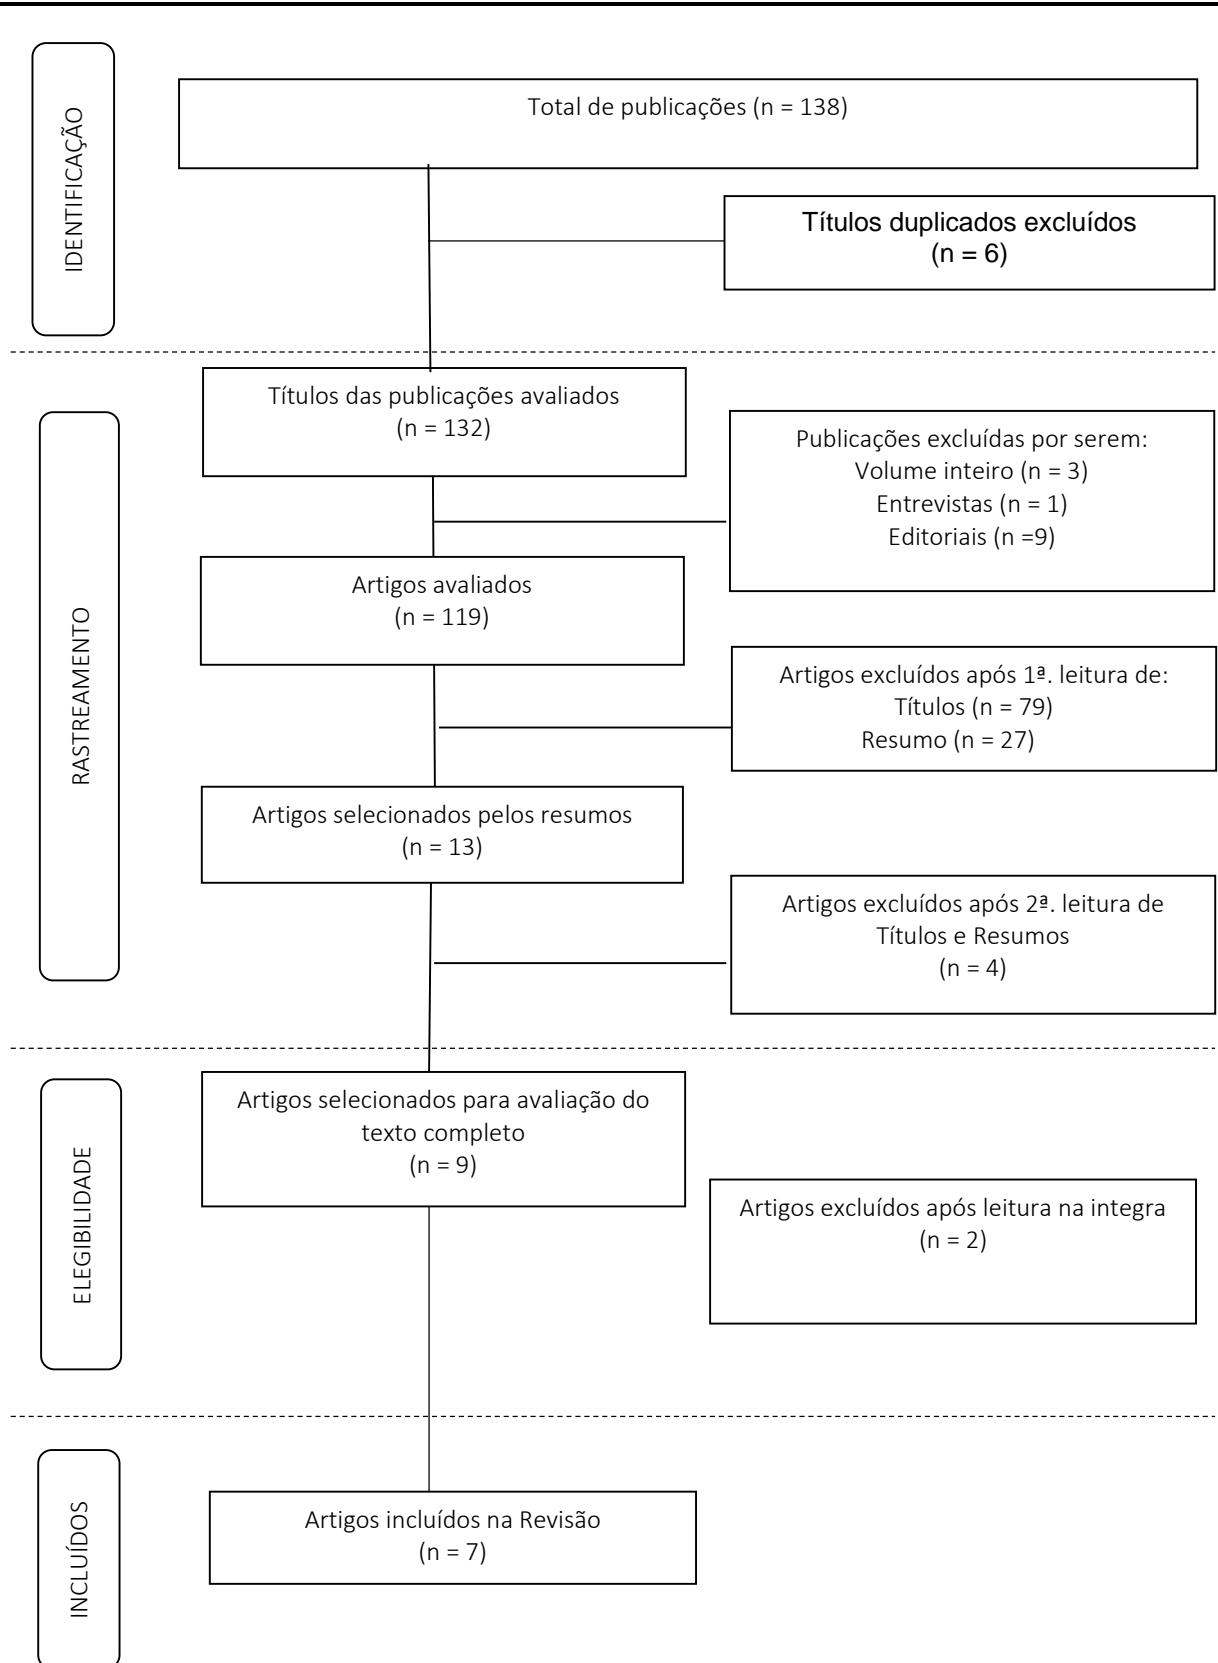 IDENTIFICAÇÃO
Total de publicações (n = 138)
Títulos duplicados excluídos
(n = 6)
RASTREAMENTO
Títulos das publicações avaliados
(n = 132)
Publicações excluídas por serem:
Volume inteiro (n = 3)
Entrevistas (n = 1)
Editoriais (n =9)
Artigos avaliados
(n = 119)
Artigos excluídos após 1ª. leitura de:
Títulos (n = 79)
Resumo (n = 27)
Artigos selecionados pelos resumos
(n = 13)
Artigos excluídos após 2ª. leitura de
Títulos e Resumos
(n = 4)
ELEGIBILIDADE
Artigos selecionados para avaliação do
texto completo
(n = 9)
Artigos excluídos após leitura na integra
(n = 2)
INCLUÍDOS
Artigos incluídos na Revisão
(n = 7)